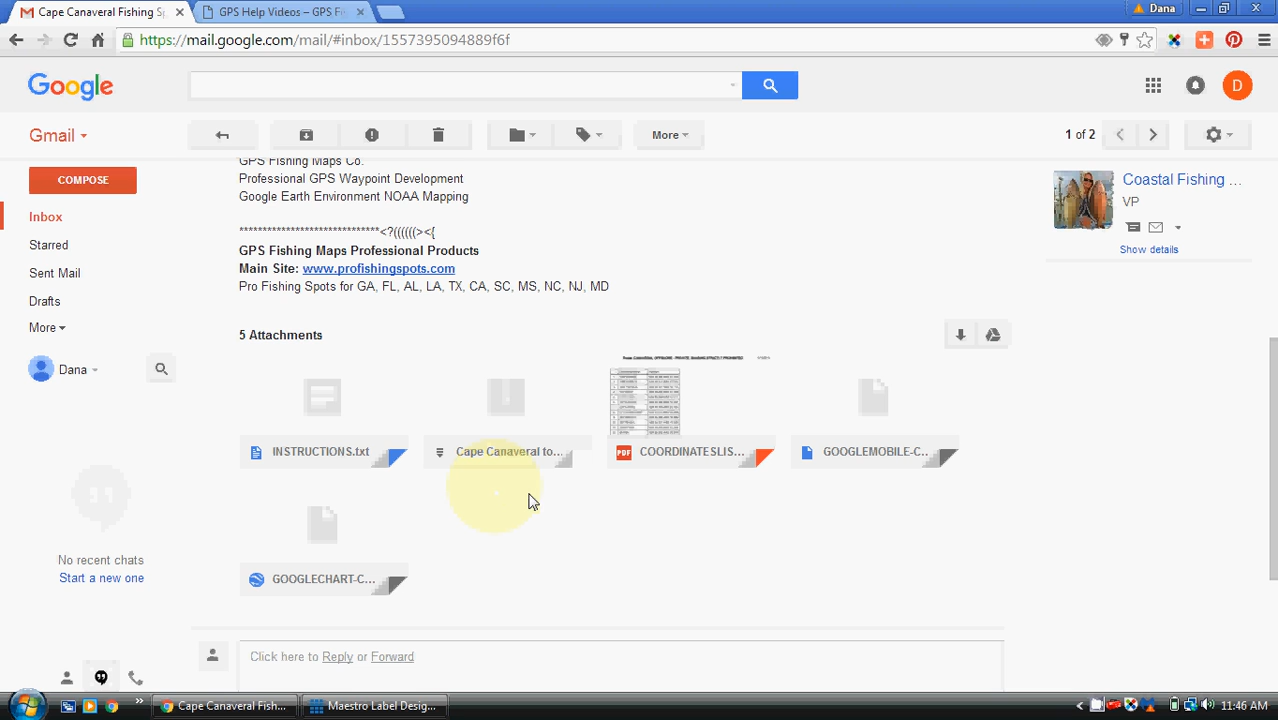 Cape Canaveral Fishing Sp
GPS Help Videos – GPS Fi
Dana
https://mail.google.com/mail/#inbox/1557395094889f6f
Google
D
Gmail
More
1 of 2
COMPOSE
Inbox
Starred
Sent Mail
Drafts
More
Dana
No recent chats
Start a new one
GPS Fishing Maps Co.
Professional GPS Waypoint Development
Google Earth Environment NOAA Mapping
*****************************<?((((((><{
GPS Fishing Maps Professional Products
Main Site: www.profishingspots.com
Pro Fishing Spots for GA, FL, AL, LA, TX, CA, SC, MS, NC, NJ, MD
5 Attachments
INSTRUCTIONS.txt
Cape Canaveral to...
PDF COORDINATESLIS...
GOOGLEMOBILE-C...
GOOGLECHART-C...
Click here to Reply or Forward
Coastal Fishing ...
VP
Show details
Cape Canaveral Fish...
Maestro Label Desig...
11:46 AM